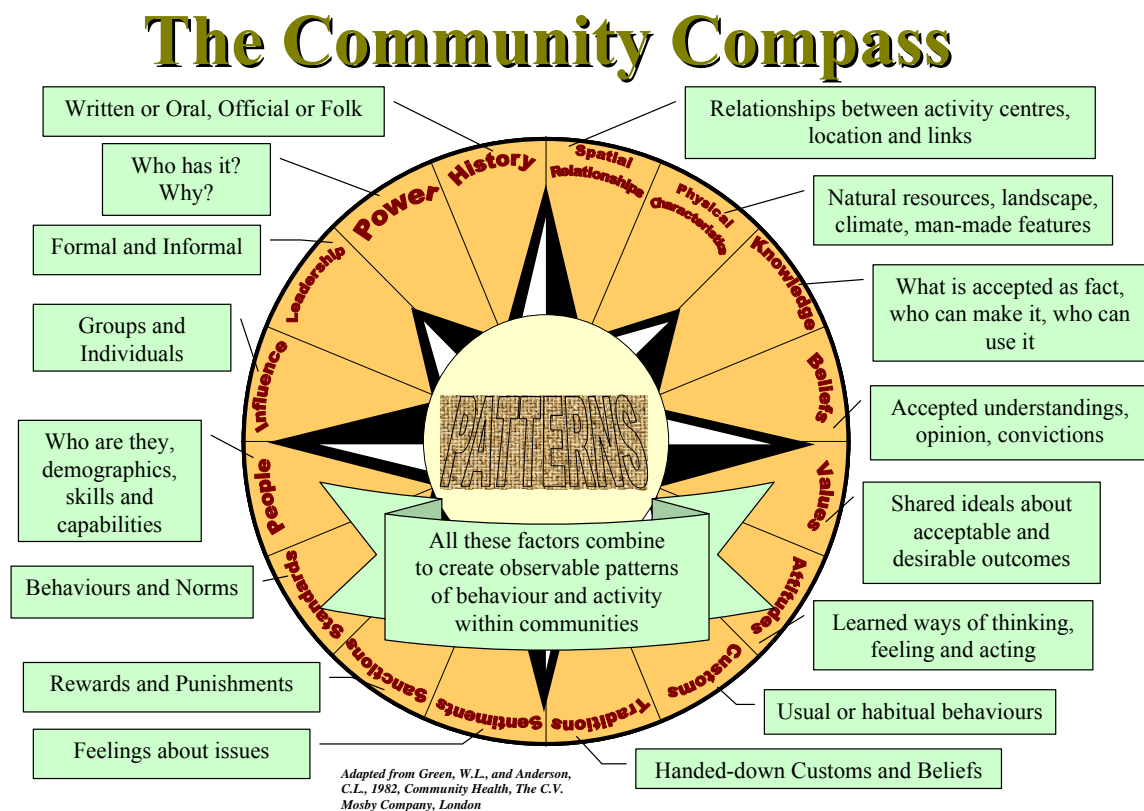 The Community Compass
Written or Oral, Official or Folk
Relationships between activity centres,
location and links
Who has it?
Why?
Natural resources, landscape,
climate, man-made features
Formal and Informal
What is accepted as fact,
who can make it, who can
use it
Groups and
Individuals
Accepted understandings,
opinion, convictions
Who are they,
demographics,
skills and
capabilities
Shared ideals about
acceptable and
desirable outcomes
Behaviours and Norms
Learned ways of thinking,
feeling and acting
Rewards and Punishments
Usual or habitual behaviours
Feelings about issues
Handed-down Customs and Beliefs
History
Spatial
Relationships
Physical
Characteristics
Knowledge
Beliefs
Values
Attitudes
Customs
Traditions
Sentiments
Sanctions
Standards
People
Influence
Leadership
Power
PATTERNS
All these factors combine
to create observable patterns
of behaviour and activity
within communities
Adapted from Green, W.L., and Anderson,
C.L., 1982, Community Health, The C.V.
Mosby Company, London